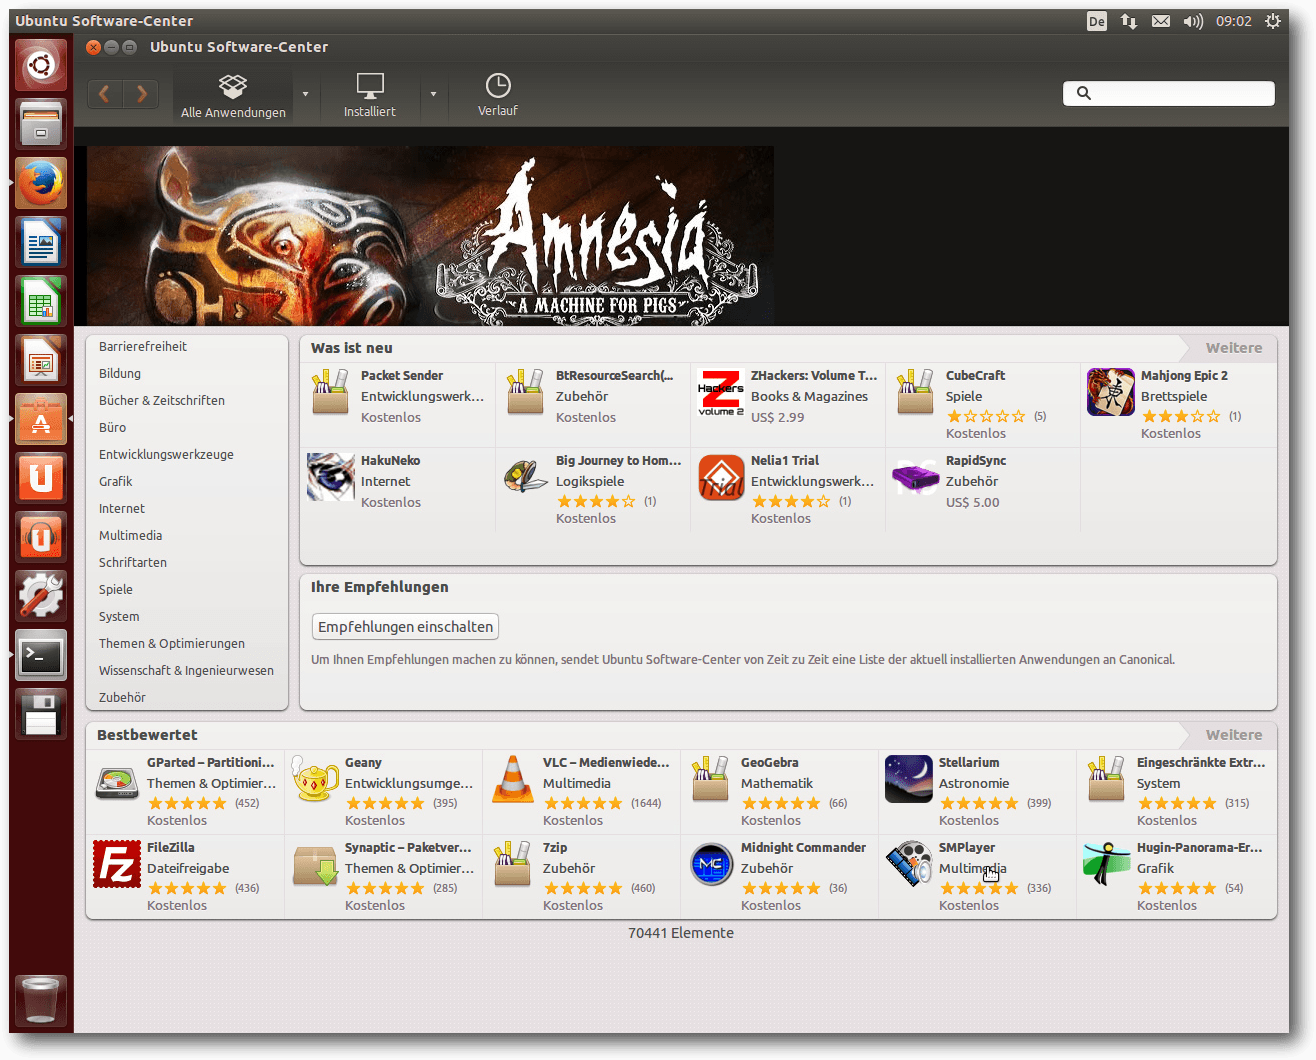 Ubuntu Software-Center
De
09:02
Ubuntu Software-Center
Alle Anwendungen
Installiert
Verlauf
Amnesia
A MACHINE FOR PIGS
Barrierefreiheit
Bildung
Bücher & Zeitschriften
Büro
Entwicklungswerkzeuge
Grafik
Internet
Multimedia
Schriftarten
Spiele
System
Themen & Optimierungen
Wissenschaft & Ingenieurwesen
Zubehör
Was ist neu
Weitere
Packet Sender
Entwicklungswerk...
Kostenlos
BtResourceSearch(...
Zubehör
Kostenlos
Hackers
Z
volume 2
ZHackers: Volume T...
Books & Magazines
US$ 2.99
CubeCraft
Spiele
(5)
Kostenlos
Mahjong Epic 2
Brettspiele
(1)
Kostenlos
HakuNeko
Internet
Kostenlos
Big Journey to Hom...
Logikspiele
(1)
Kostenlos
Trial
Nelia1 Trial
Entwicklungswerk...
(1)
Kostenlos
RS
RapidSync
Zubehör
US$ 5.00
Ihre Empfehlungen
Empfehlungen einschalten
Um Ihnen Empfehlungen machen zu können, sendet Ubuntu Software-Center von Zeit zu Zeit eine Liste der aktuell installierten Anwendungen an Canonical.
Bestbewertet
Weitere
GParted – Partitioni...
Themen & Optimier...
(452)
Kostenlos
Geany
Entwicklungsumge...
(395)
Kostenlos
VLC – Medienwiede...
Multimedia
(1644)
Kostenlos
GeoGebra
Mathematik
(66)
Kostenlos
Stellarium
Astronomie
(399)
Kostenlos
Eingeschränkte Extr...
System
(315)
Kostenlos
FZ
FileZilla
Dateifreigabe
(436)
Kostenlos
Synaptic – Paketver...
Themen & Optimier...
(285)
Kostenlos
7zip
Zubehör
(460)
Kostenlos
MC
Midnight Commander
Zubehör
(36)
Kostenlos
SMPlayer
Multimedia
(336)
Kostenlos
Hugin-Panorama-Er...
Grafik
(54)
Kostenlos
70441 Elemente